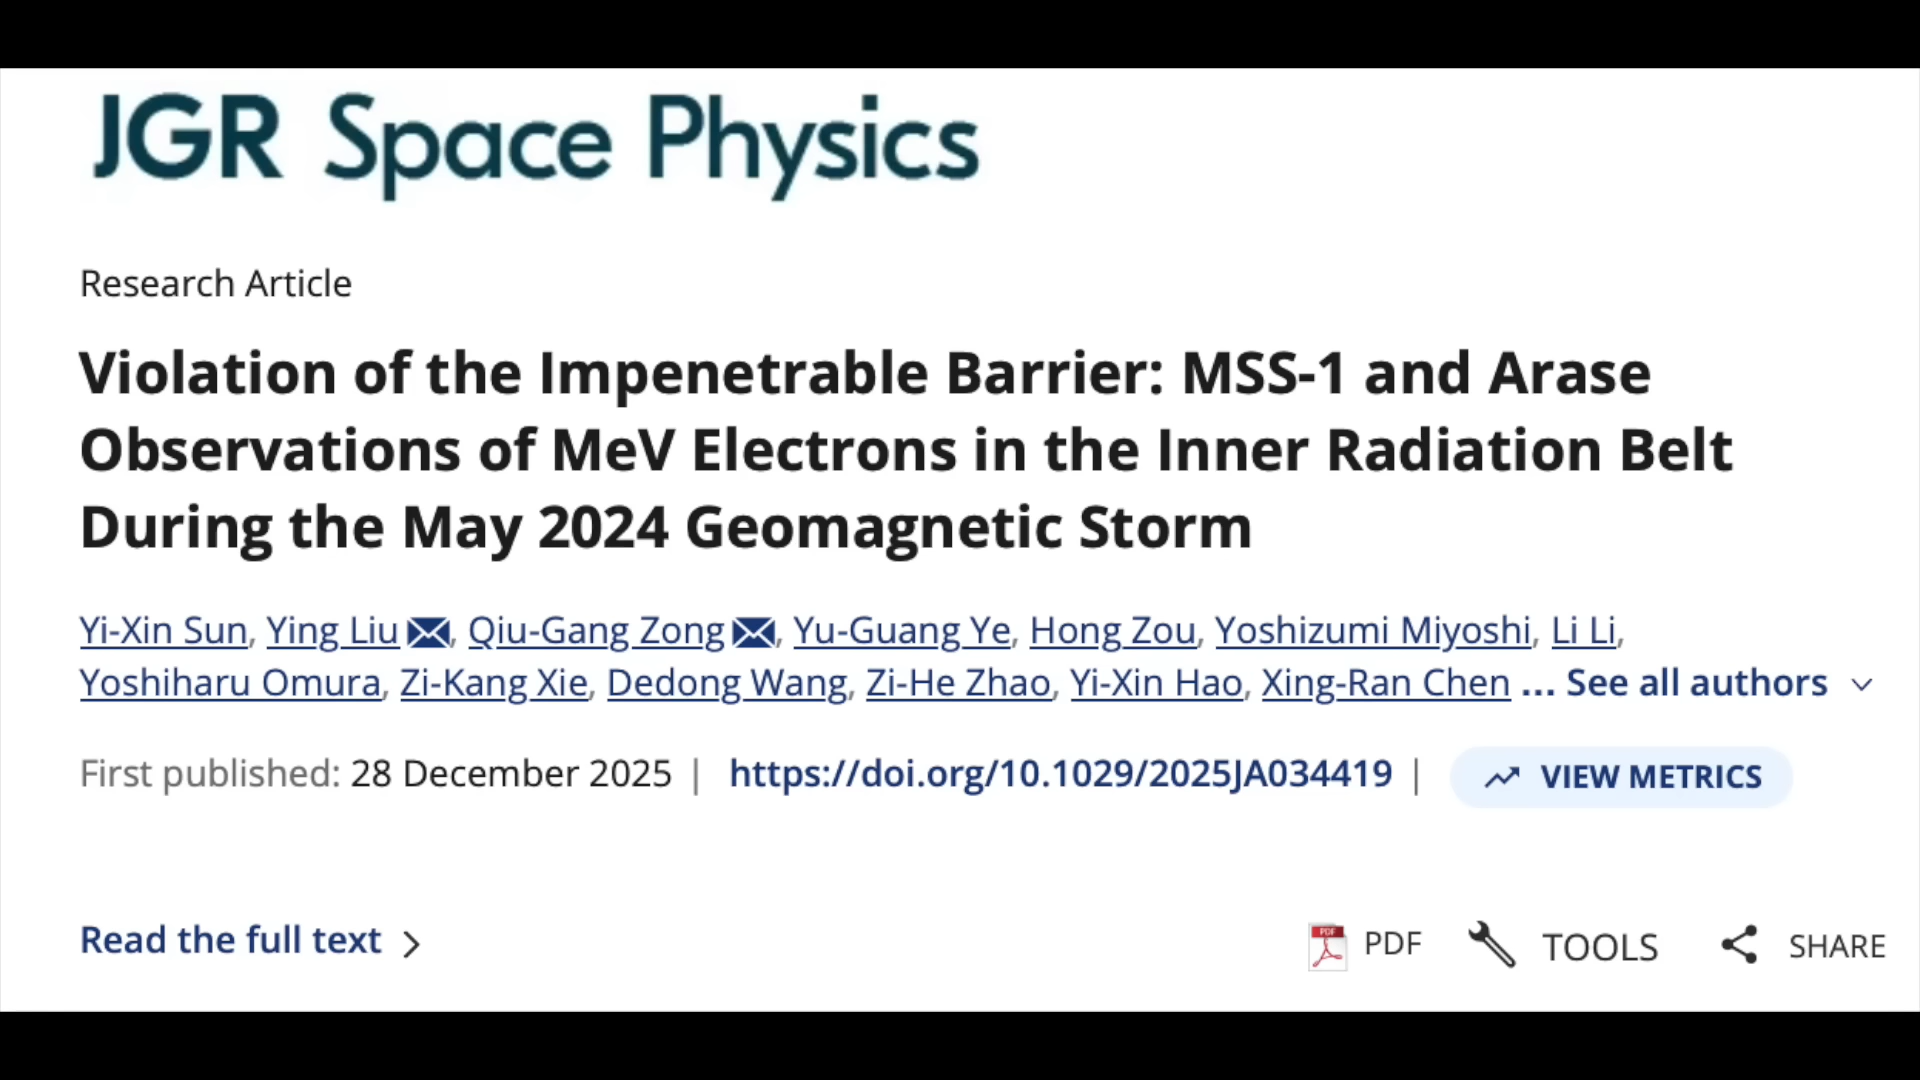 JGR Space Physics
Research Article
Violation of the Impenetrable Barrier: MSS-1 and Arase
Observations of MeV Electrons in the Inner Radiation Belt
During the May 2024 Geomagnetic Storm
Yi-Xin Sun, Ying Liu, Qiu-Gang Zong, Yu-Guang Ye, Hong Zou, Yoshizumi Miyoshi, Li Li,
Yoshiharu Omura, Zi-Kang Xie, Dedong Wang, Zi-He Zhao, Yi-Xin Hao, Xing-Ran Chen ... See all authors
First published: 28 December 2025 | https://doi.org/10.1029/2025JA034419 | VIEW METRICS
Read the full text PDF PDF TOOLS SHARE